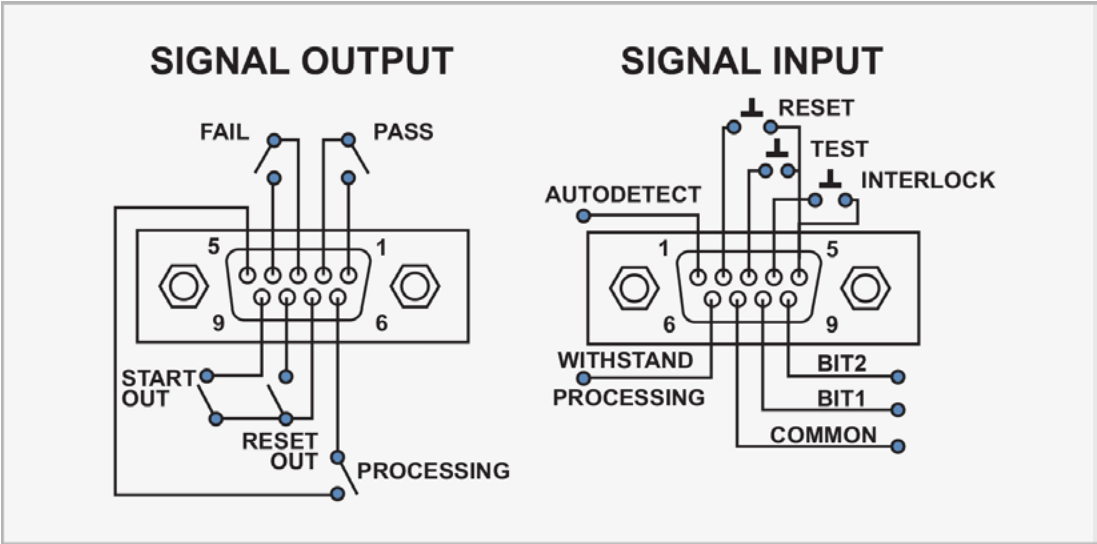 SIGNAL OUTPUT
FAIL
PASS
5
1
9
6
START
OUT
RESET
OUT
PROCESSING
SIGNAL INPUT
RESET
TEST
INTERLOCK
AUTODETECT
1
5
6
9
WITHSTAND
PROCESSING
BIT2
BIT1
COMMON